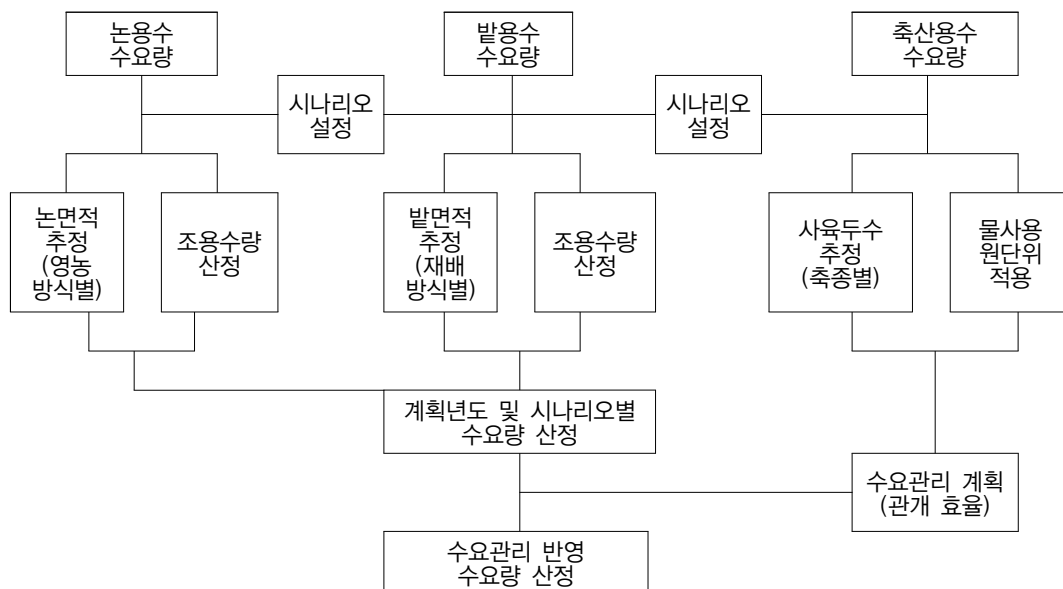 논용수
수요량
밭용수
수요량
축산용수
수요량
시나리오
설정
시나리오
설정
논면적
추정
(영농
방식별)
조용수량
산정
밭면적
추정
(재배
방식별)
조용수량
산정
사육두수
추정
(축종별)
물사용
원단위
적용
계획년도 및 시나리오별
수요량 산정
수요관리 계획
(관개 효율)
수요관리 반영
수요량 산정